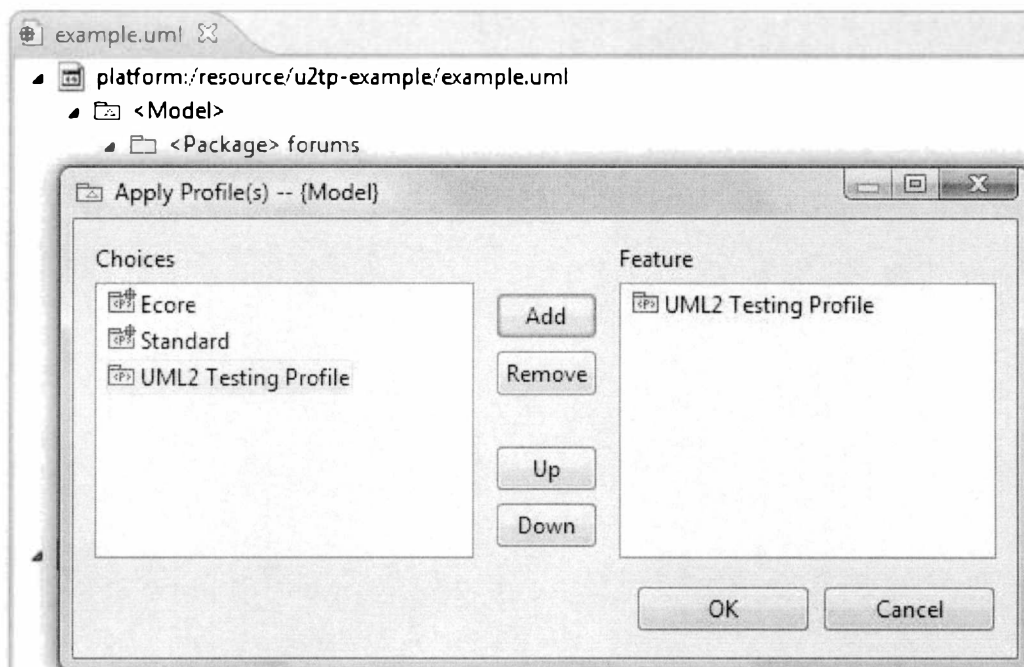 example.uml
platform:/resource/u2tp-example/example.uml
<Model>
<Package> forums
Apply Profile(s) -- {Model}
Choices
Feature
Ecore
Standard
UML2 Testing Profile
Add
Remove
Up
Down
UML2 Testing Profile
OK
Cancel